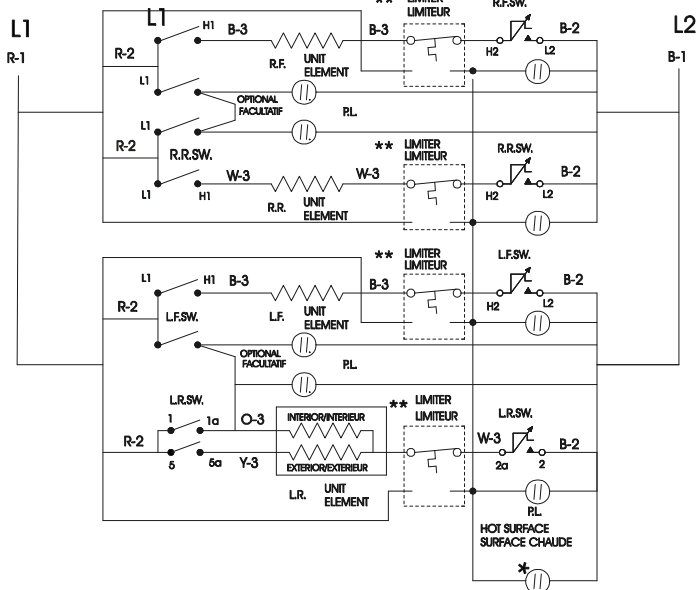 ** LIMITER
LIMITEUR
R.F.SW.
L1
L1
L2
R-1
B-1
H1
B-3
B-3
B-2
R-2
R.F.
UNIT
ELEMENT
H2
L2
L1
OPTIONAL
FACULTATIF
P.L.
L1
R-2
R.R.SW.
** LIMITER
LIMITEUR
R.R.SW.
W-3
W-3
B-2
L1
H1
R.R.
UNIT
ELEMENT
H2
L2
** LIMITER
LIMITEUR
L.F.SW.
L1
H1
B-3
B-3
B-2
R-2
L.F.SW.
L.F.
UNIT
ELEMENT
H2
L2
OPTIONAL
FACULTATIF
P.L.
L.R.SW.
** LIMITER
LIMITEUR
L.R.SW.
1
1a
O-3
INTERIOR/INTERIEUR
R-2
W-3
B-2
5
5a
Y-3
EXTERIOR/EXTERIEUR
2a
2
L.R.
UNIT
ELEMENT
P.L.
HOT SURFACE
SURFACE CHAUDE
*